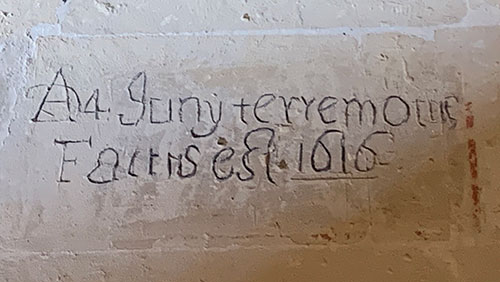 A 4 Juny terremotus
Factus est. 1616